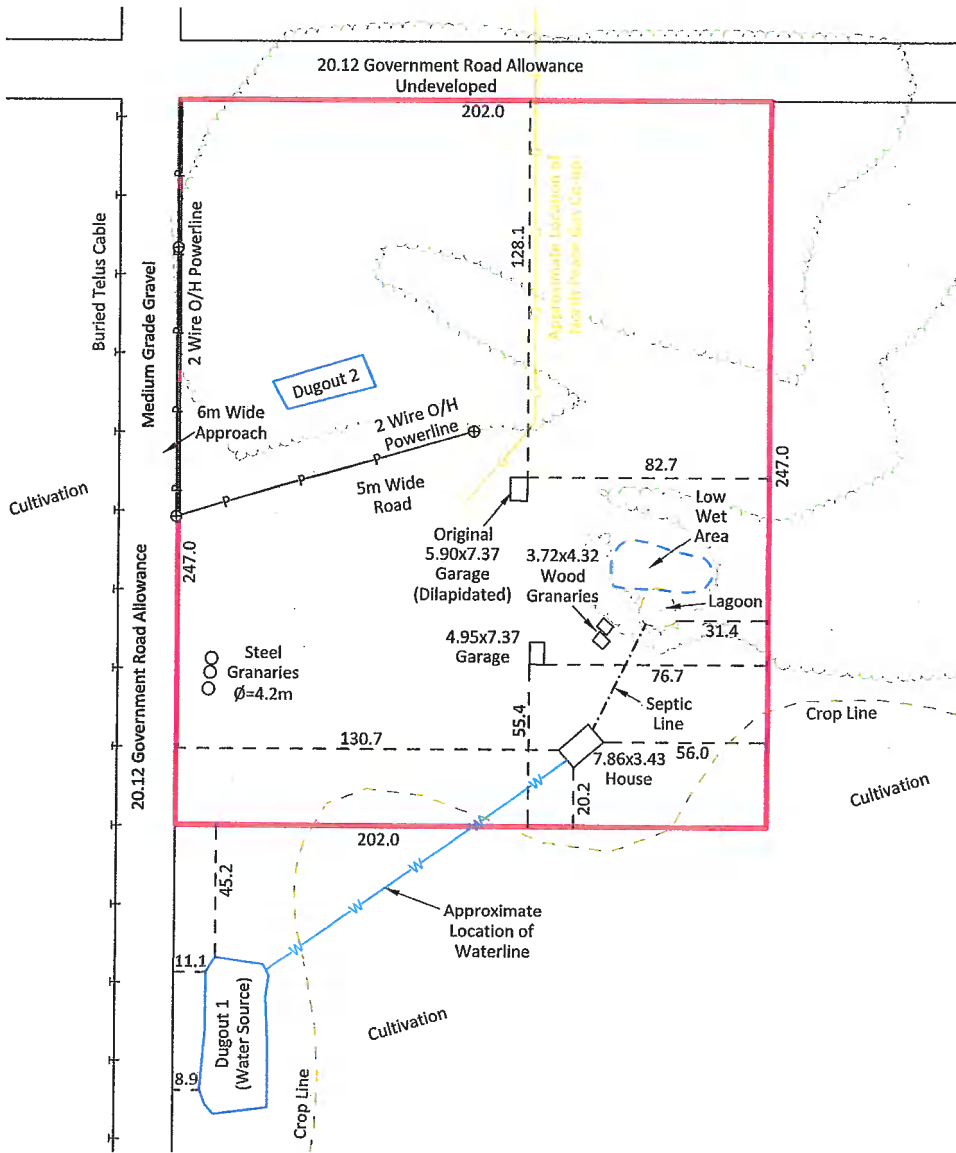 20.12 Government Road Allowance
Undeveloped
202.0
Buried Telus Cable
Medium Grade Gravel
2 Wire O/H Powerline
128.1
Approximate Location of
North Peace Gas Co-op
Dugout 2
6m Wide
Approach
2 Wire O/H
Powerline
5m Wide
Road
Cultivation
82.7
247.0
Low
Wet
Area
Original
5.90x7.37
Garage
(Dilapidated)
3.72x4.32
Wood
Granaries
247.0
20.12 Government Road Allowance
Lagoon
31.4
4.95x7.37
Garage
76.7
Steel
Granaries
Ø=4.2m
Septic
Line
Crop Line
55.4
130.7
56.0
7.86x3.43
House
20.2
Cultivation
202.0
45.2
Approximate
Location of
Waterline
11.1
Dugout 1
(Water Source)
Cultivation
8.9
Crop Line
P
P
P
P
P
P
P
P
G
G
G
G
W
W
W
W
W